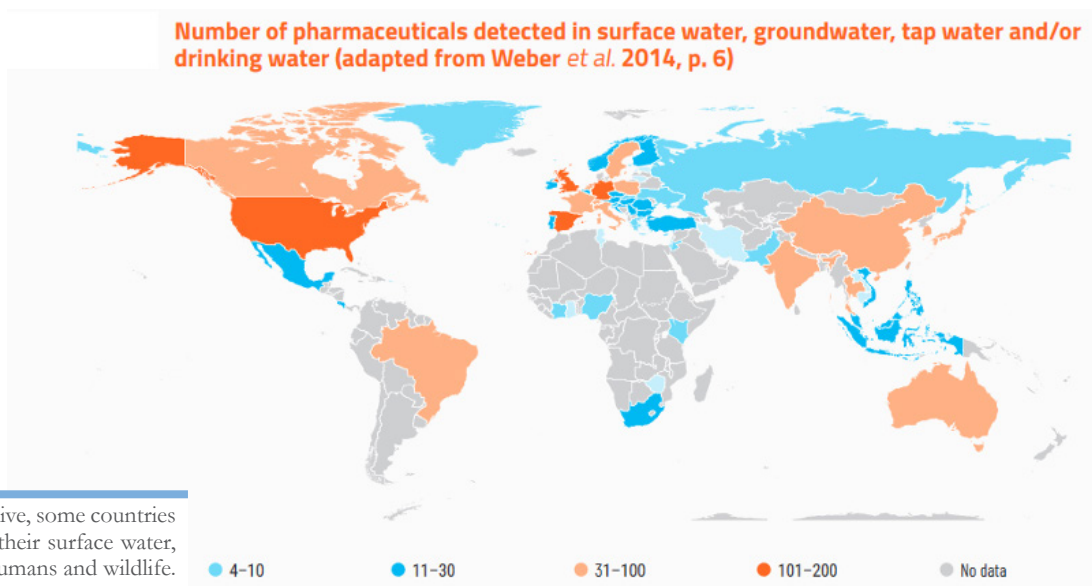 Number of pharmaceuticals detected in surface water, groundwater, tap water and/or
drinking water (adapted from Weber et al. 2014, p. 6)
ive, some countries
their surface water,
umans and wildlife.
4–10
11–30
31–100
101–200
No data